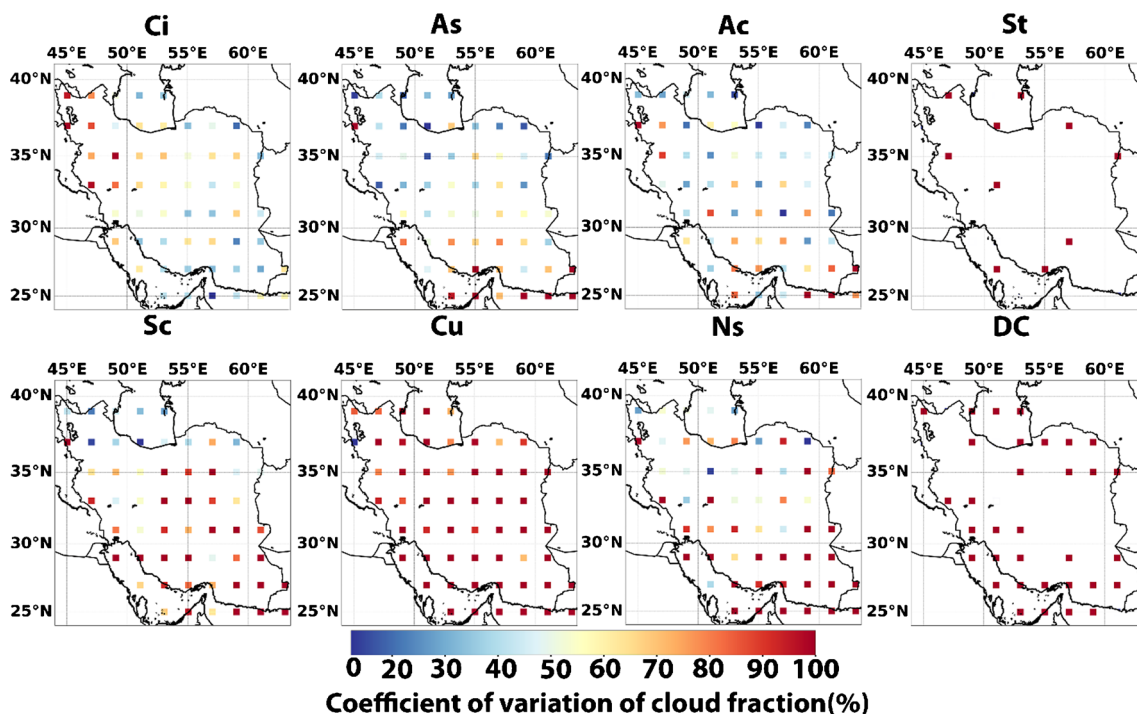 Ci As Ac St
45°E 50°E 55°E 60°E 45°E 50°E 55°E 60°E 45°E 50°E 55°E 60°E 45°E 50°E 55°E 60°E
40°N 40°N 40°N 40°N
35°N 35°N 35°N 35°N
30°N 30°N 30°N 30°N
25°N 25°N 25°N 25°N
Sc Cu Ns DC
45°E 50°E 55°E 60°E 45°E 50°E 55°E 60°E 45°E 50°E 55°E 60°E 45°E 50°E 55°E 60°E
40°N 40°N 40°N 40°N
35°N 35°N 35°N 35°N
30°N 30°N 30°N 30°N
25°N 25°N 25°N 25°N
0 20 30 40 50 60 70 80 90 100
Coefficient of variation of cloud fraction(%)